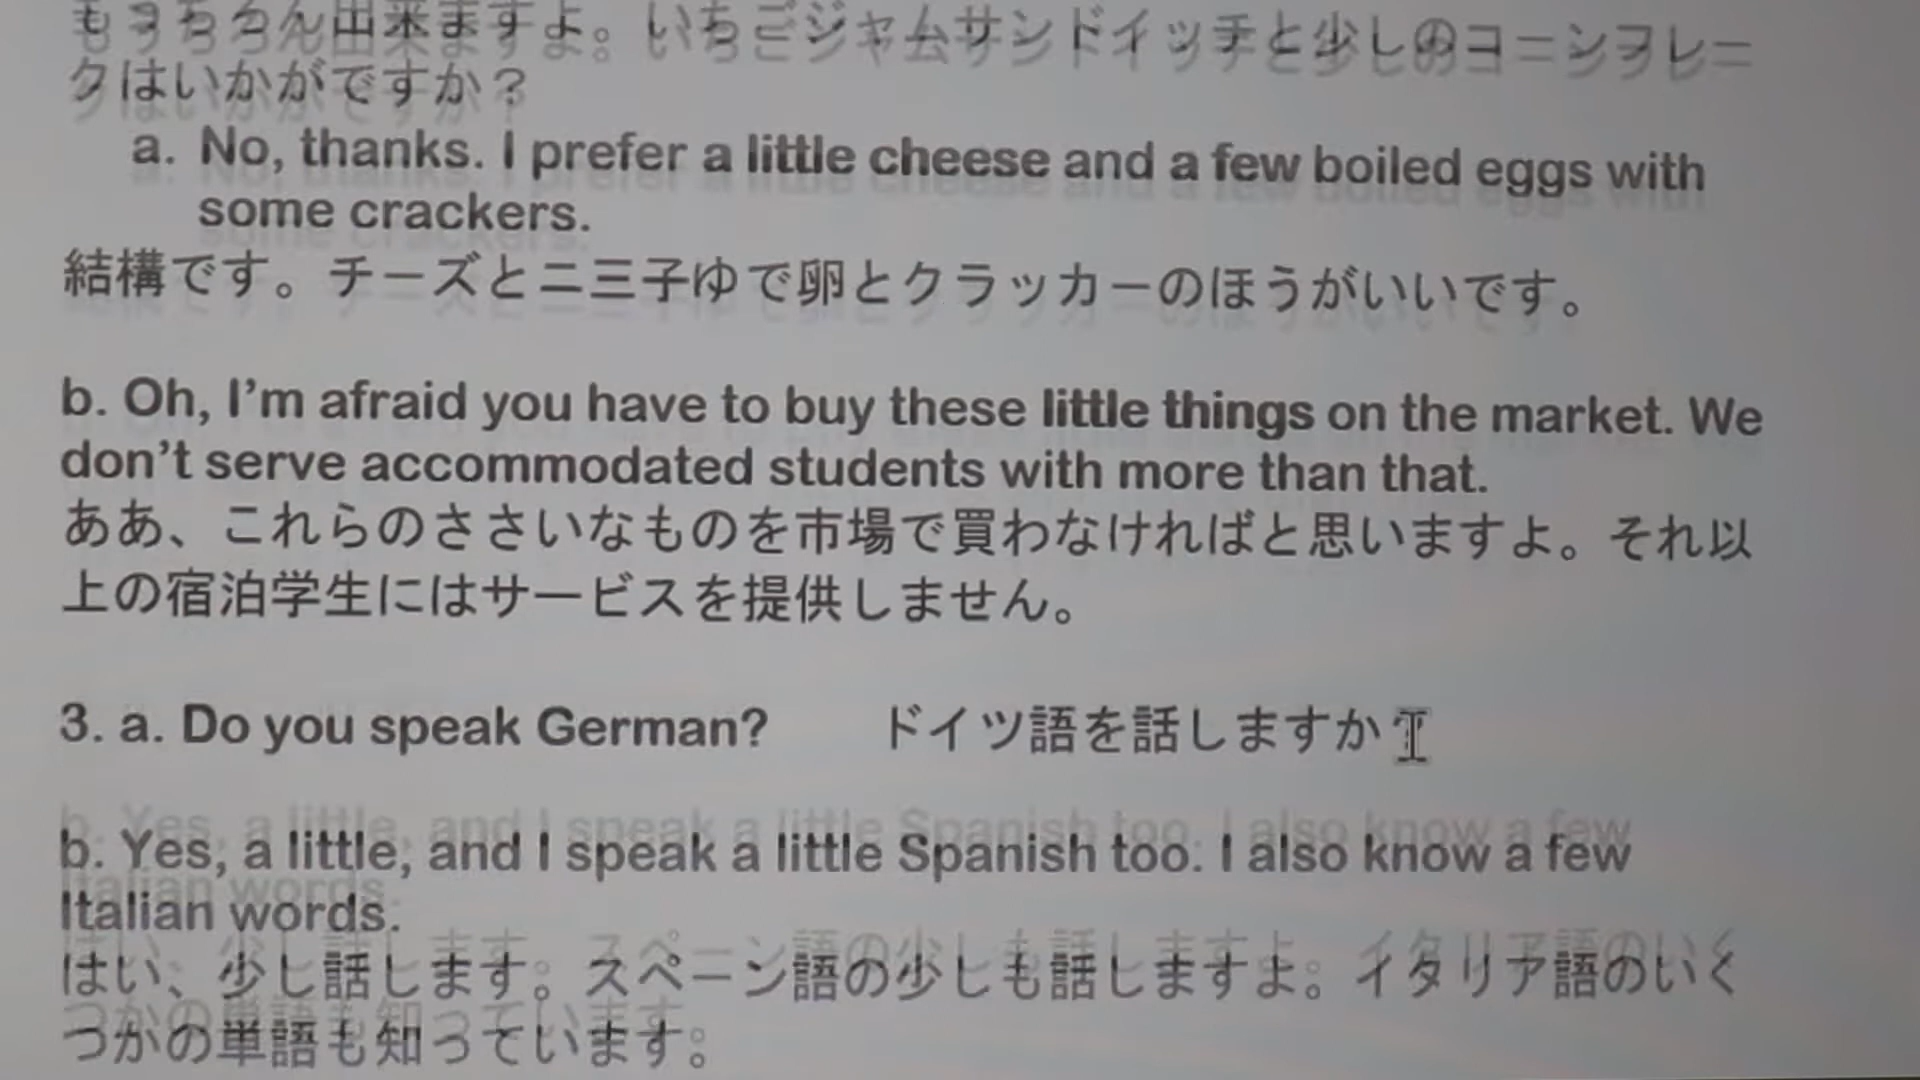 もちろん出来ますよ。いちごジャムサンドイッチと少しの
クはいかがですか？
a. No, thanks. I prefer a little cheese and a few boiled eggs with
some crackers.
結構です。チーズと二三子ゆで卵とクラッカーのほうがいいです。
b. Oh, I’m afraid you have to buy these little things on the market. We
don’t serve accommodated students with more than that.
ああ、これらのささいなものを市場で買わなければと思いますよ。それ以
上の宿泊学生にはサービスを提供しません。
3. a. Do you speak German? ドイツ語を話しますか
b. Yes, a little, and I speak a little Spanish too. I also know a few
Italian words.
はい、少し話します。スペーン語の少しも話しますよ。イタリア語のいく
つかの単語も知っています。